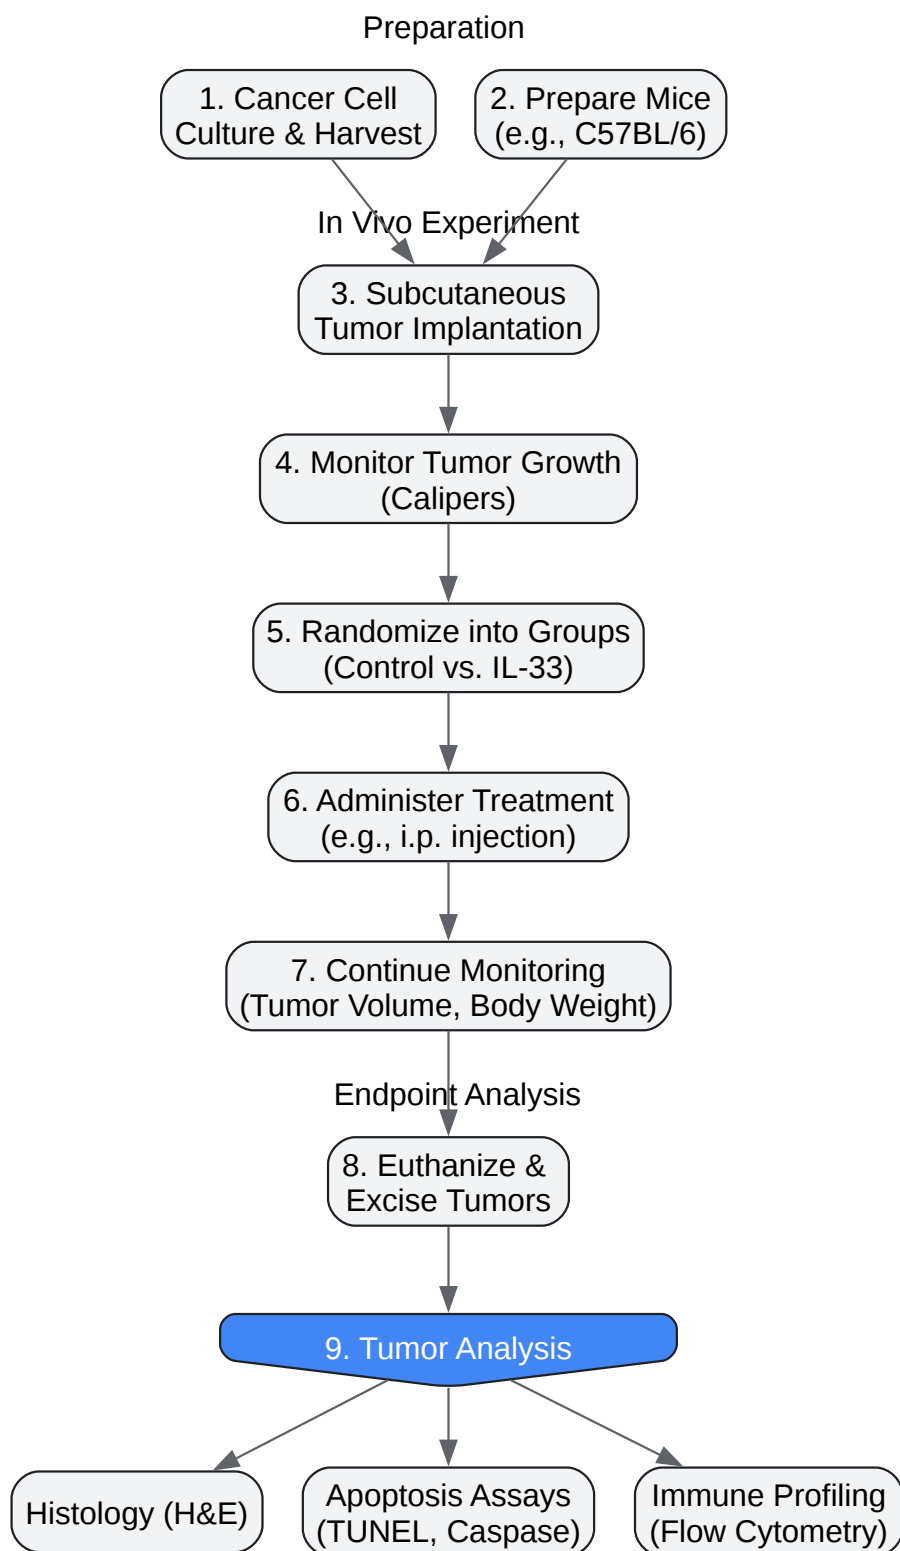 Preparation
1. Cancer Cell
Culture & Harvest
2. Prepare Mice
(e.g., C57BL/6)
In Vivo Experiment
3. Subcutaneous
Tumor Implantation
4. Monitor Tumor Growth
(Calipers)
5. Randomize into Groups
(Control vs. IL-33)
6. Administer Treatment
(e.g., i.p. injection)
7. Continue Monitoring
(Tumor Volume, Body Weight)
Endpoint Analysis
8. Euthanize &
Excise Tumors
9. Tumor Analysis
Histology (H&E)
Apoptosis Assays
(TUNEL, Caspase)
Immune Profiling
(Flow Cytometry)